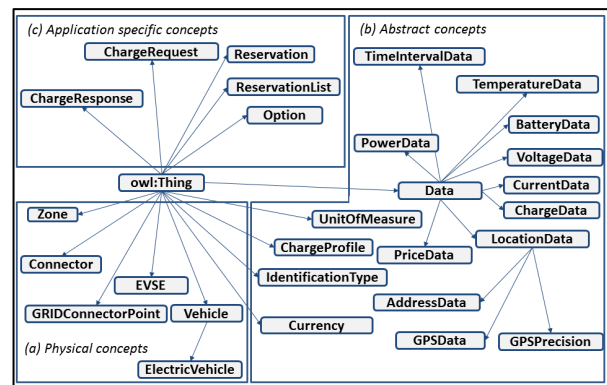 (c) Application specific concepts
ChargeRequest
Reservation
ReservationList
ChargeResponse
Option
(b) Abstract concepts
TimeIntervalData
TemperatureData
BatteryData
PowerData
VoltageData
owl:Thing
Data
CurrentData
ChargeData
Zone
UnitOfMeasure
LocationData
ChargeProfile
PriceData
Connector
IdentificationType
EVSE
AddressData
GRIDConnectorPoint
Vehicle
Currency
GPSData
GPSPrecision
(a) Physical concepts
ElectricVehicle